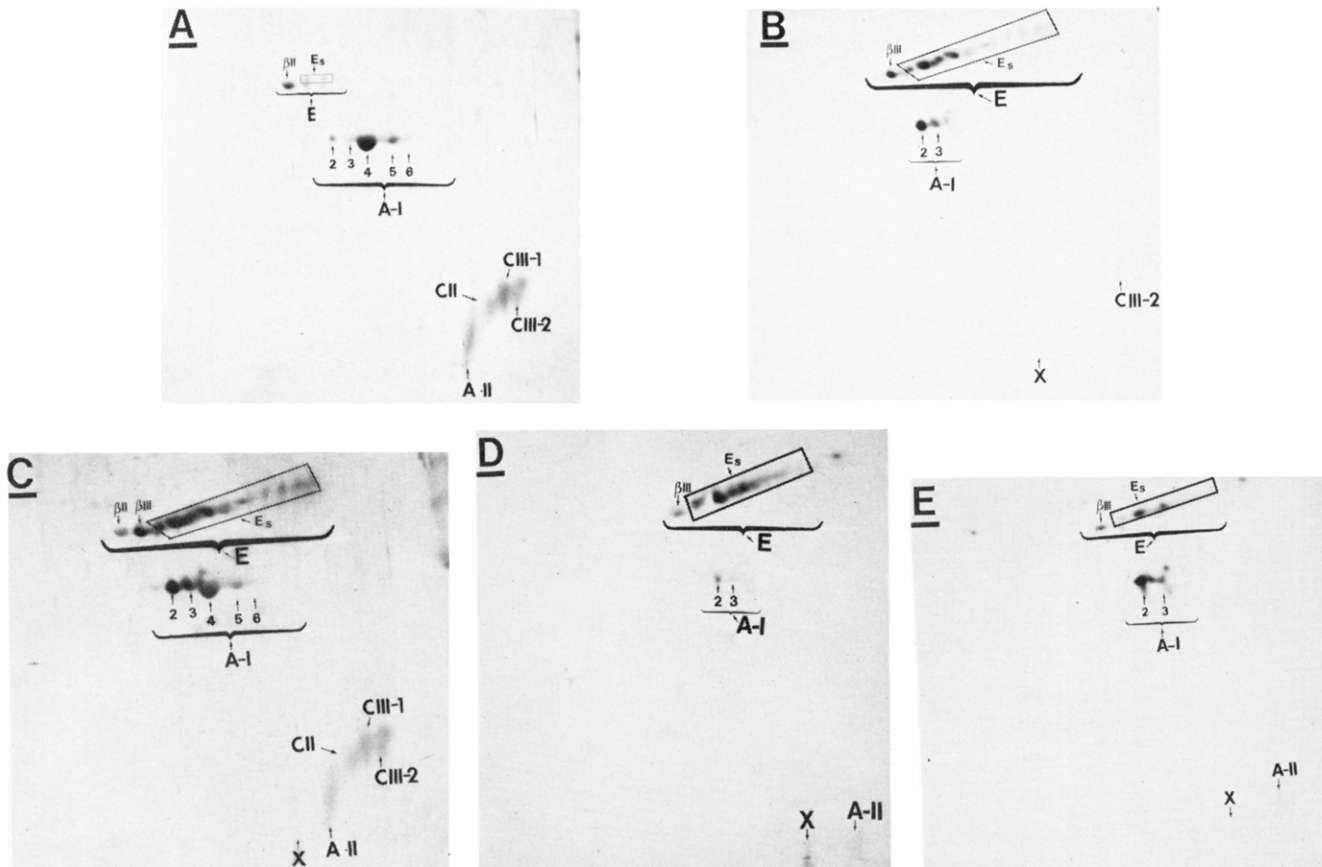 A
βII
Es
E
2 3 4 5 6
A-I
CIII-1
CII
CIII-2
A-II
B
βIII
Es
E
2 3
A-I
CIII-2
X
C
βII βIII
Es
E
2 3 4 5 6
A-I
CIII-1
CII
CIII-2
X A-II
D
Es
βIII
E
2 3
A-I
X A-II
E
Es
βIII
E
2 3
A-I
A-II
X